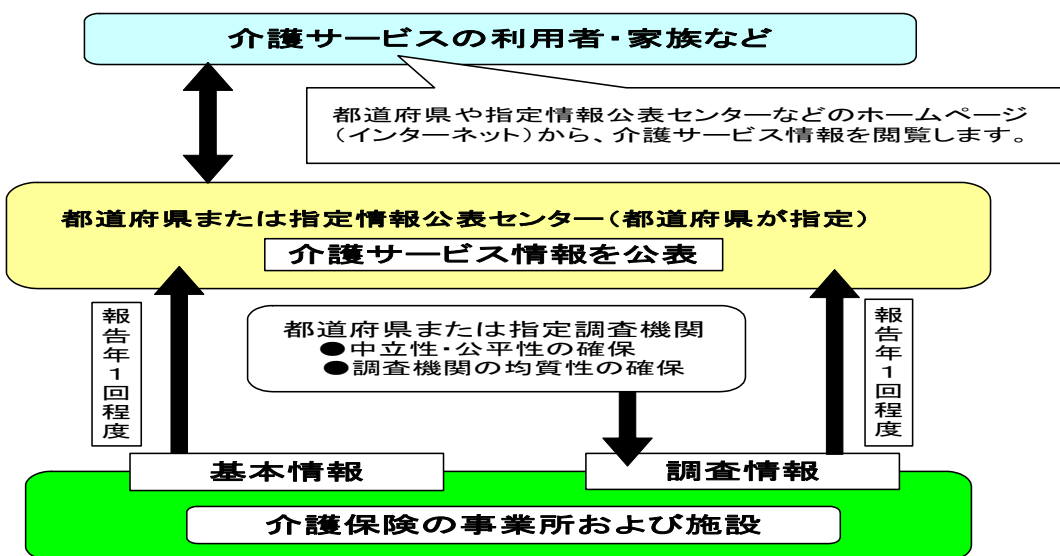 介護サービスの利用者・家族など
都道府県や指定情報公表センターなどのホームページ
(インターネット)から、介護サービス情報を閲覧します。
都道府県または指定情報公表センター(都道府県が指定)
介護サービス情報を公表
報告年1回程度
都道府県または指定調査機関
●中立性・公平性の確保
●調査機関の均質性の確保
報告年1回程度
基本情報
調査情報
介護保険の事業所および施設